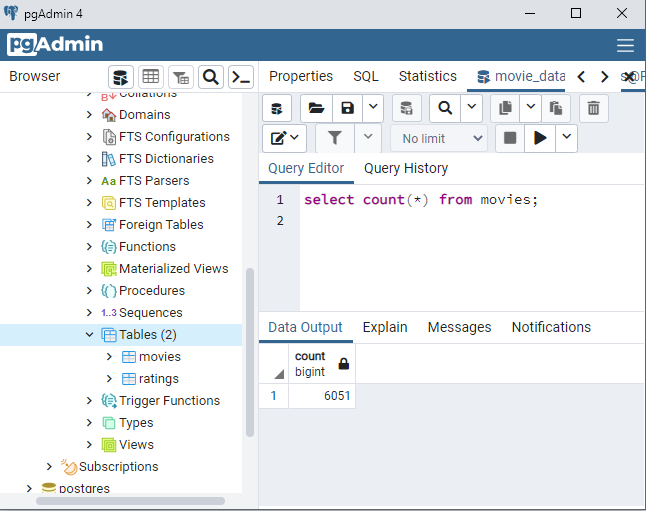 pgAdmin 4
pgAdmin
Browser
Properties SQL Statistics movie_data
Collations
Domains
FTS Configurations
FTS Dictionaries
FTS Parsers
FTS Templates
Foreign Tables
Functions
Materialized Views
Procedures
1..3 Sequences
Tables (2)
movies
ratings
Trigger Functions
Types
Views
Subscriptions
postgres
No limit
Query Editor Query History
1 select count(*) from movies;
2
Data Output Explain Messages Notifications
count
bigint
1 6051